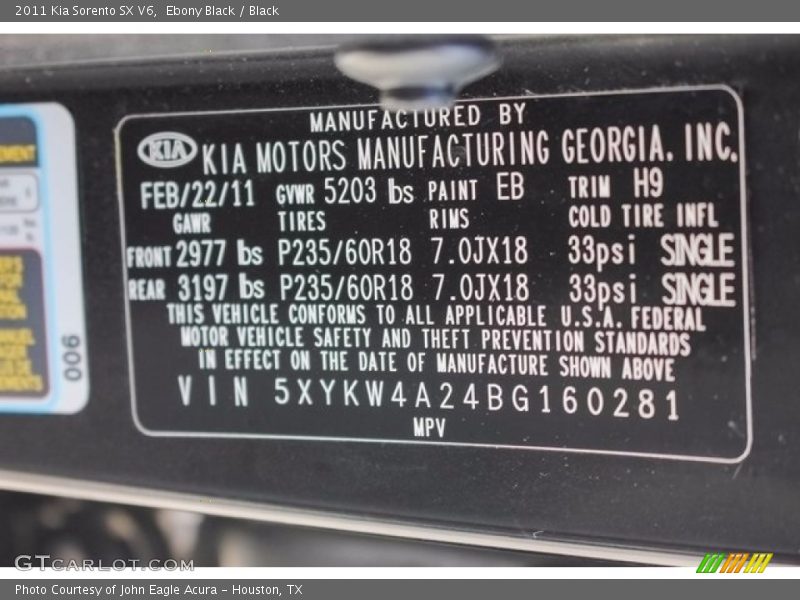 2011 Kia Sorento SX V6,  Ebony Black / Black
MANUFACTURED BY
KIA KIA MOTORS MANUFACTURING GEORGIA. INC.
FEB/22/11 GVWR 5203 bs PAINT EB TRIM H9
GAWR TIRES RIMS COLD TIRE INFL
FRONT 2977 bs P235/60R18 7.0JX18 33psi SINGLE
REAR 3197 bs P235/60R18 7.0JX18 33psi SINGLE
THIS VEHICLE CONFORMS TO ALL APPLICABLE U.S.A. FEDERAL
MOTOR VEHICLE SAFETY AND THEFT PREVENTION STANDARDS
IN EFFECT ON THE DATE OF MANUFACTURE SHOWN ABOVE
VIN 5XYKW4A24BG160281
MPV
006
GTCARLOT.COM
Photo Courtesy of John Eagle Acura – Houston, TX